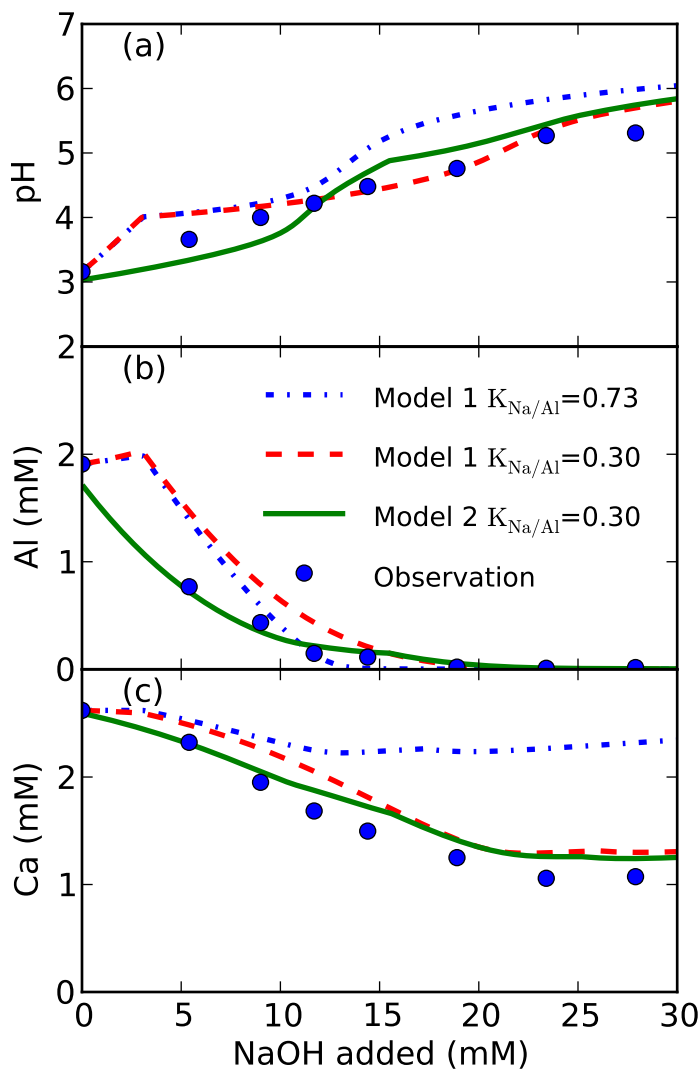 7
(a)
6
5
pH
4
3
2
2
(b)
Model 1 K_Na/Al=0.73
Model 1 K_Na/Al=0.30
Al (mM)
1
Model 2 K_Na/Al=0.30
Observation
0
(c)
2
Ca (mM)
1
0
0 5 10 15 20 25 30
NaOH added (mM)